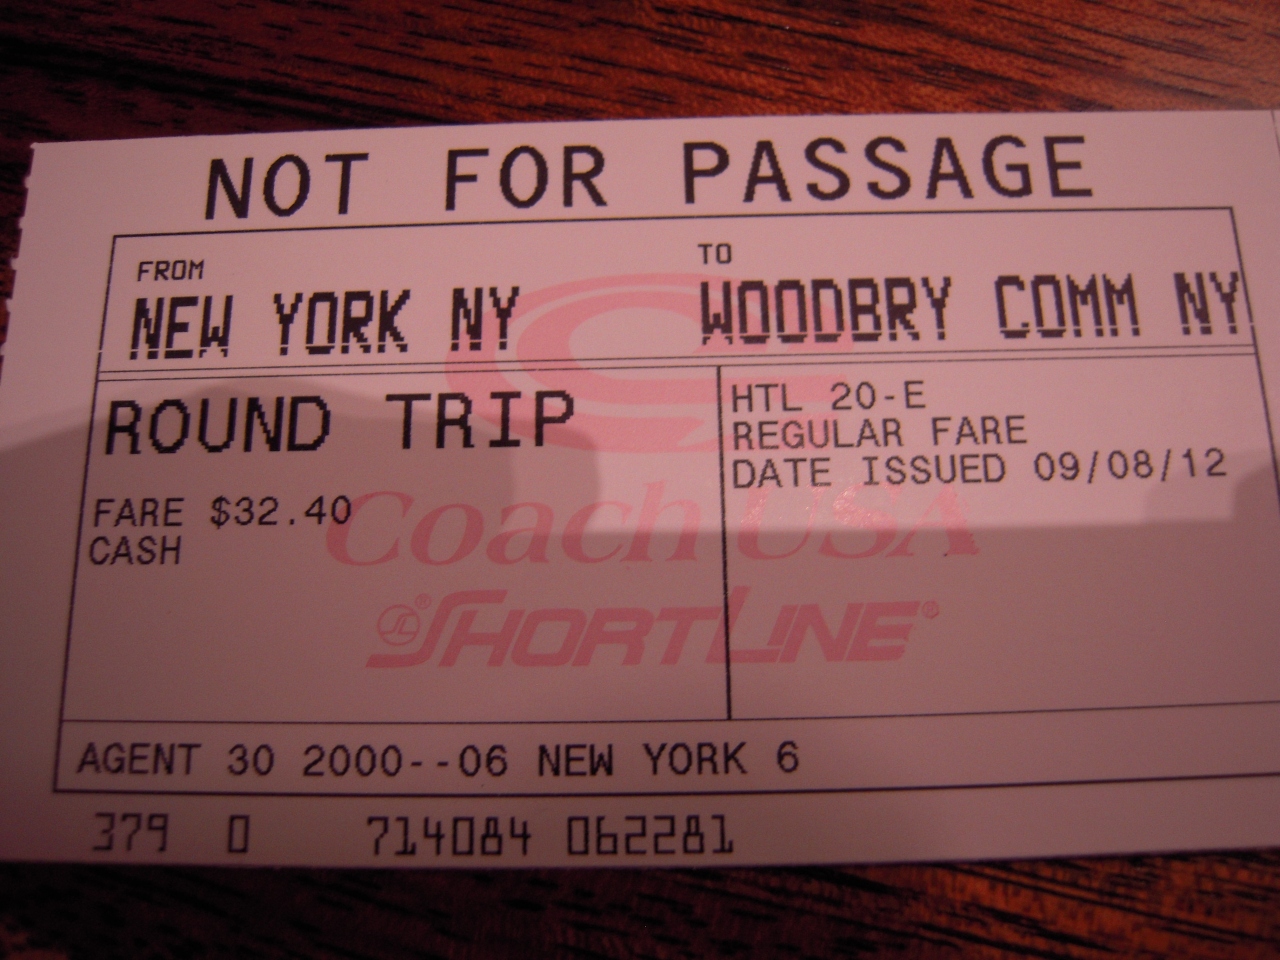 NOT FOR PASSAGE
FROM
TO
NEW YORK NY
WOODBRY COMM NY
ROUND TRIP
HTL 20-E
REGULAR FARE
DATE ISSUED 09/08/12
FARE $32.40
CASH
Coach USA
SL® SHORTLINE®
AGENT 30 2000--06 NEW YORK 6
379 0 714084 062281